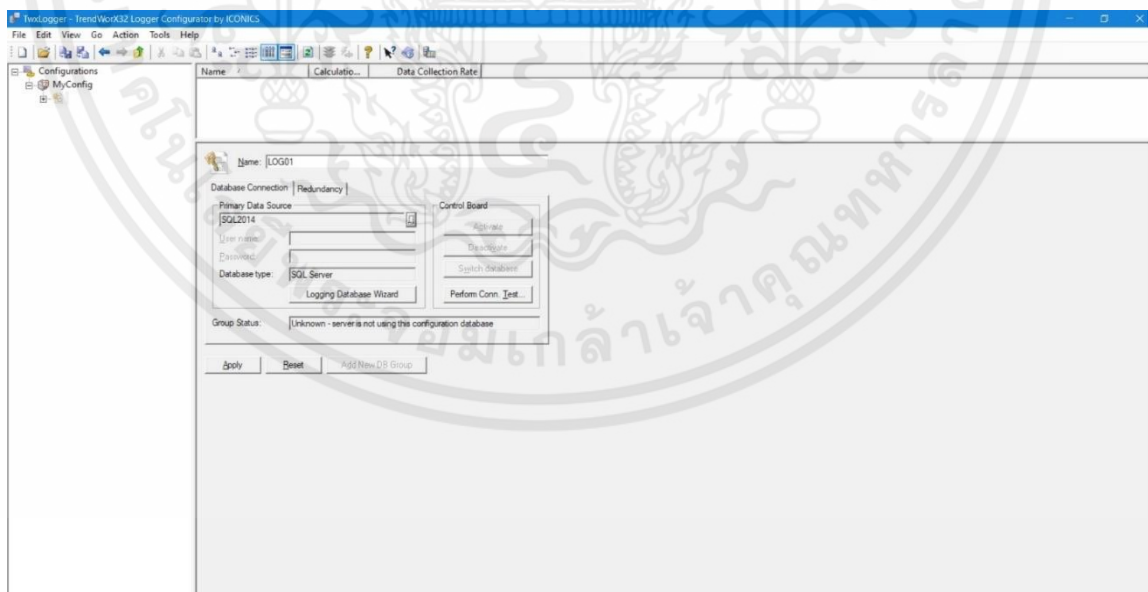 TwxLogger - TrendWorX32 Logger Configurator by ICONICS
File Edit View Go Action Tools Help
Configurations
MyConfig
Name Calculatio... Data Collection Rate
Name: LOG01
Database Connection Redundancy
Primary Data Source
SQL2014
User name:
Password:
Database type: SQL Server
Logging Database Wizard
Control Board
Activate
Deactivate
Switch database
Perform Conn. Test...
Group Status: Unknown - server is not using this configuration database
Apply Reset Add New DB Group